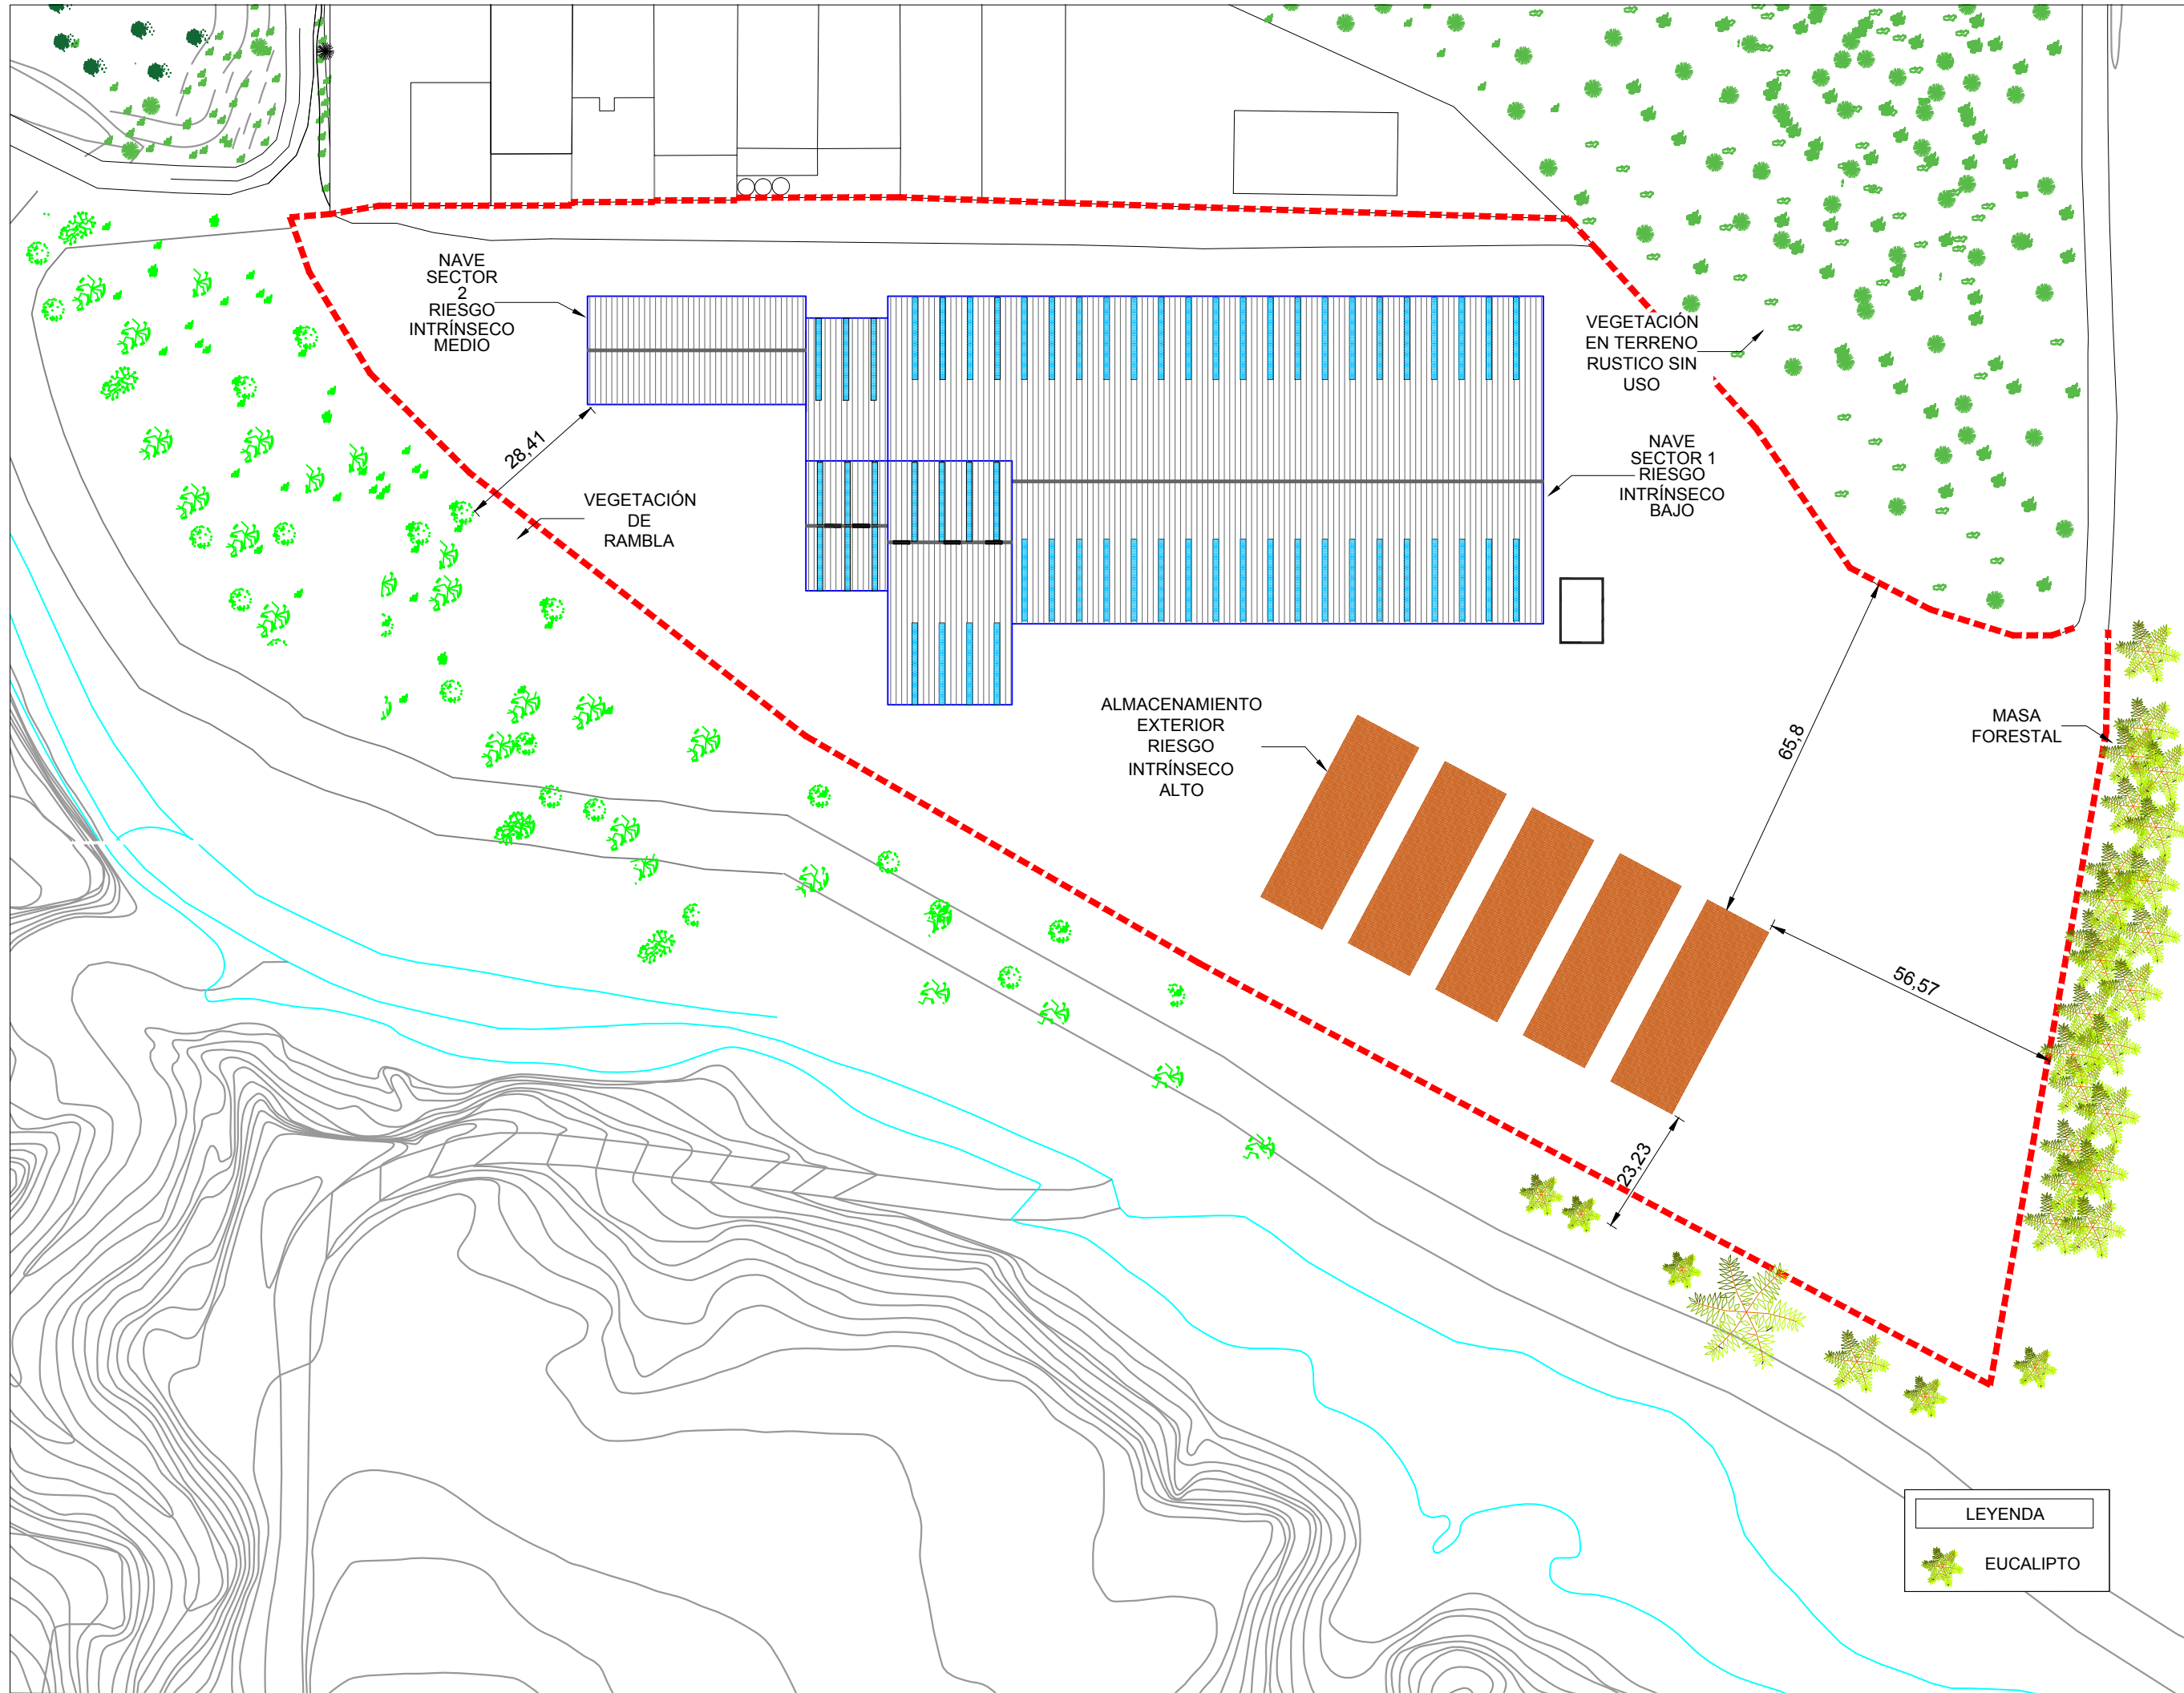 NAVE
SECTOR
2
RIESGO
INTRÍNSECO
MEDIO
VEGETACIÓN
EN TERRENO
RUSTICO SIN
USO
28,41
NAVE
SECTOR 1
RIESGO
INTRÍNSECO
BAJO
VEGETACIÓN
DE
RAMBLA
ALMACENAMIENTO
EXTERIOR
RIESGO
INTRÍNSECO
ALTO
65,8
MASA
FORESTAL
56,57
23,23
LEYENDA
EUCALIPTO